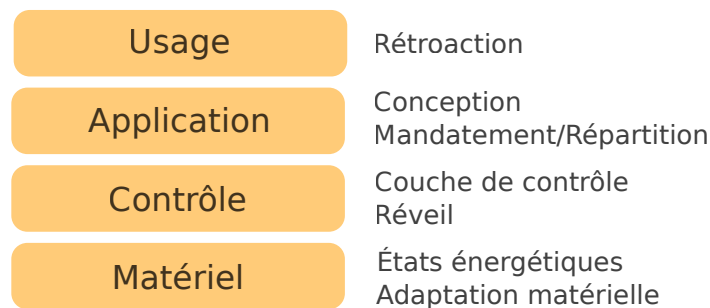 Usage
Rétroaction
Application
Conception
Mandatement/Répartition
Contrôle
Couche de contrôle
Réveil
Matériel
États énergétiques
Adaptation matérielle